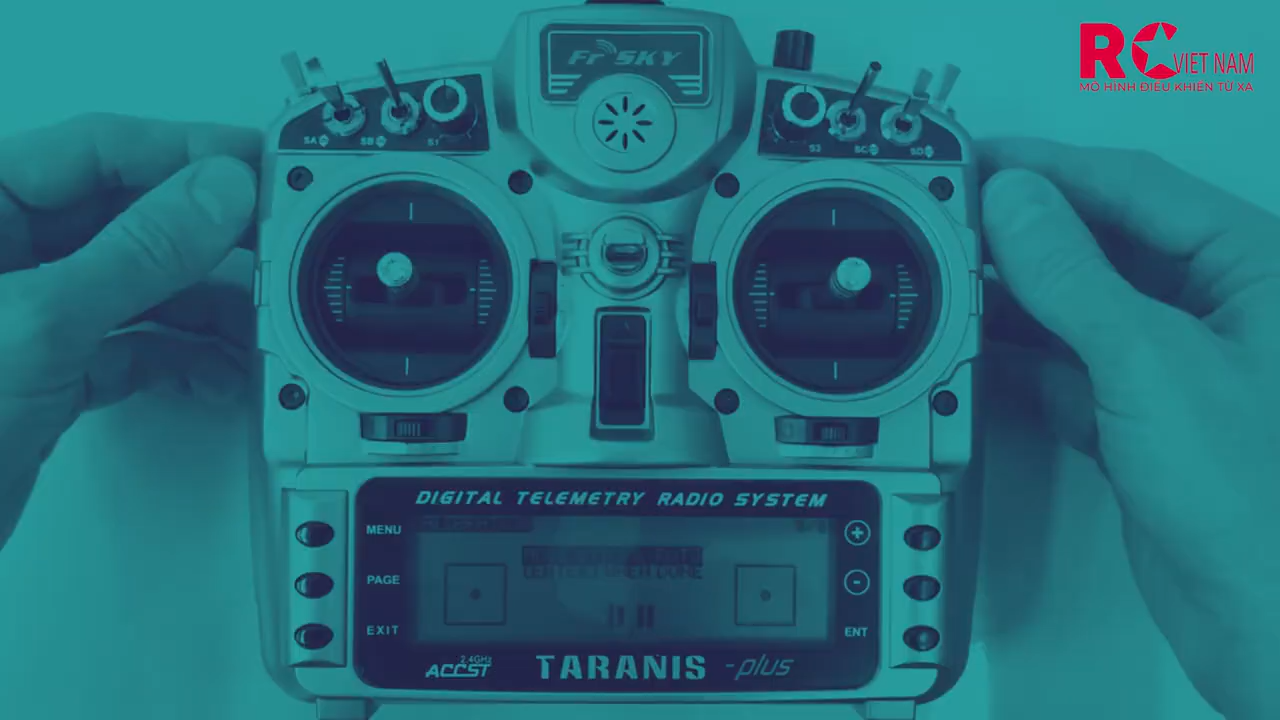 RC VIET NAM
MÔ HÌNH ĐIỀU KHIỂN TỪ XA
FrSKY
SA
SB
S1
S3
SC
SD
DIGITAL TELEMETRY RADIO SYSTEM
MENU
PAGE
EXIT
+
-
ENT
2.4GHz
ACCST
TARANIS -plus